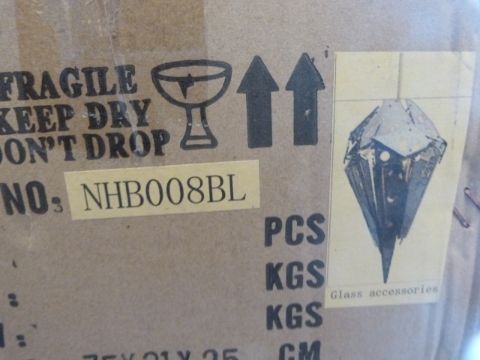 FRAGILE
KEEP DRY
DON'T DROP
NO:
NHB008BL
PCS
KGS
KGS
CM
Glass accessories